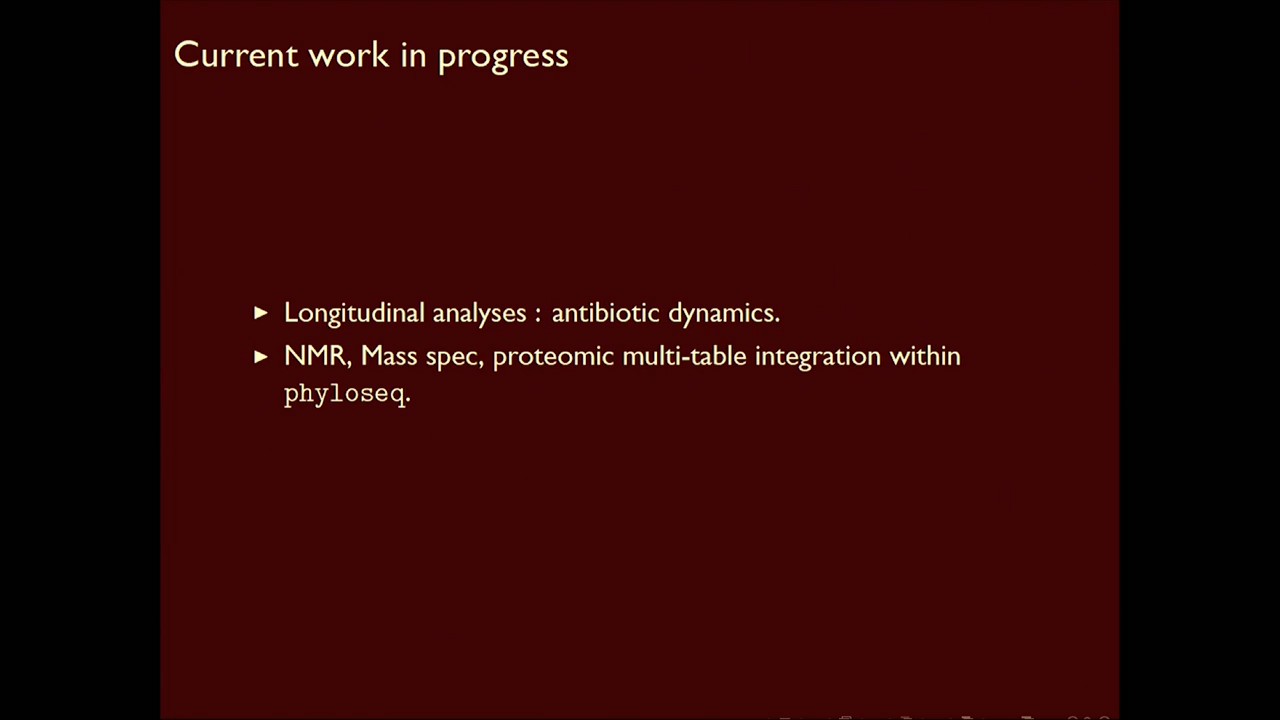 Current work in progress
▶ Longitudinal analyses : antibiotic dynamics.
▶ NMR, Mass spec, proteomic multi-table integration within
phyloseq.